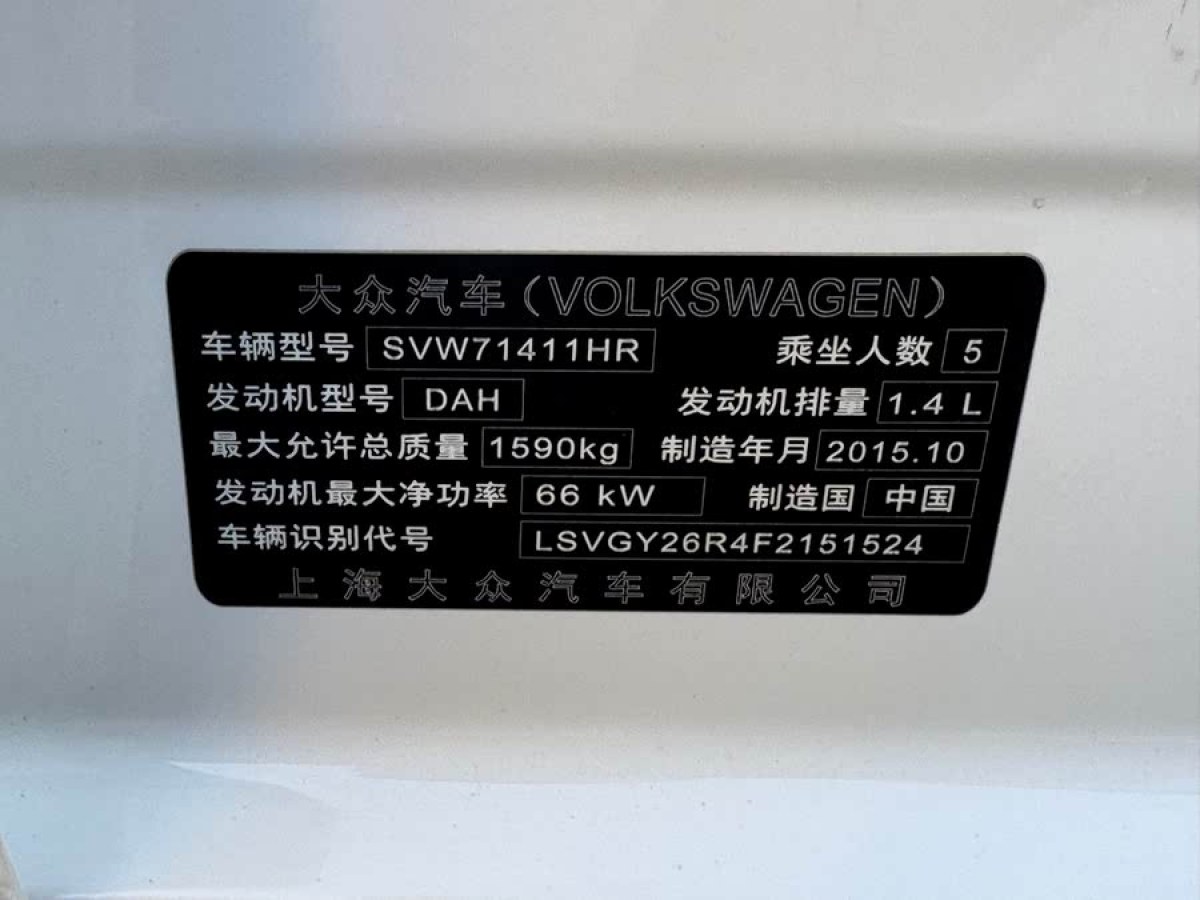 大众汽车(VOLKSWAGEN)
车辆型号 SVW71411HR 乘坐人数 5
发动机型号 DAH 发动机排量 1.4 L
最大允许总质量 1590kg 制造年月 2015.10
发动机最大净功率 66 kW 制造国 中国
车辆识别代号 LSVGY26R4F2151524
上海大众汽车有限公司